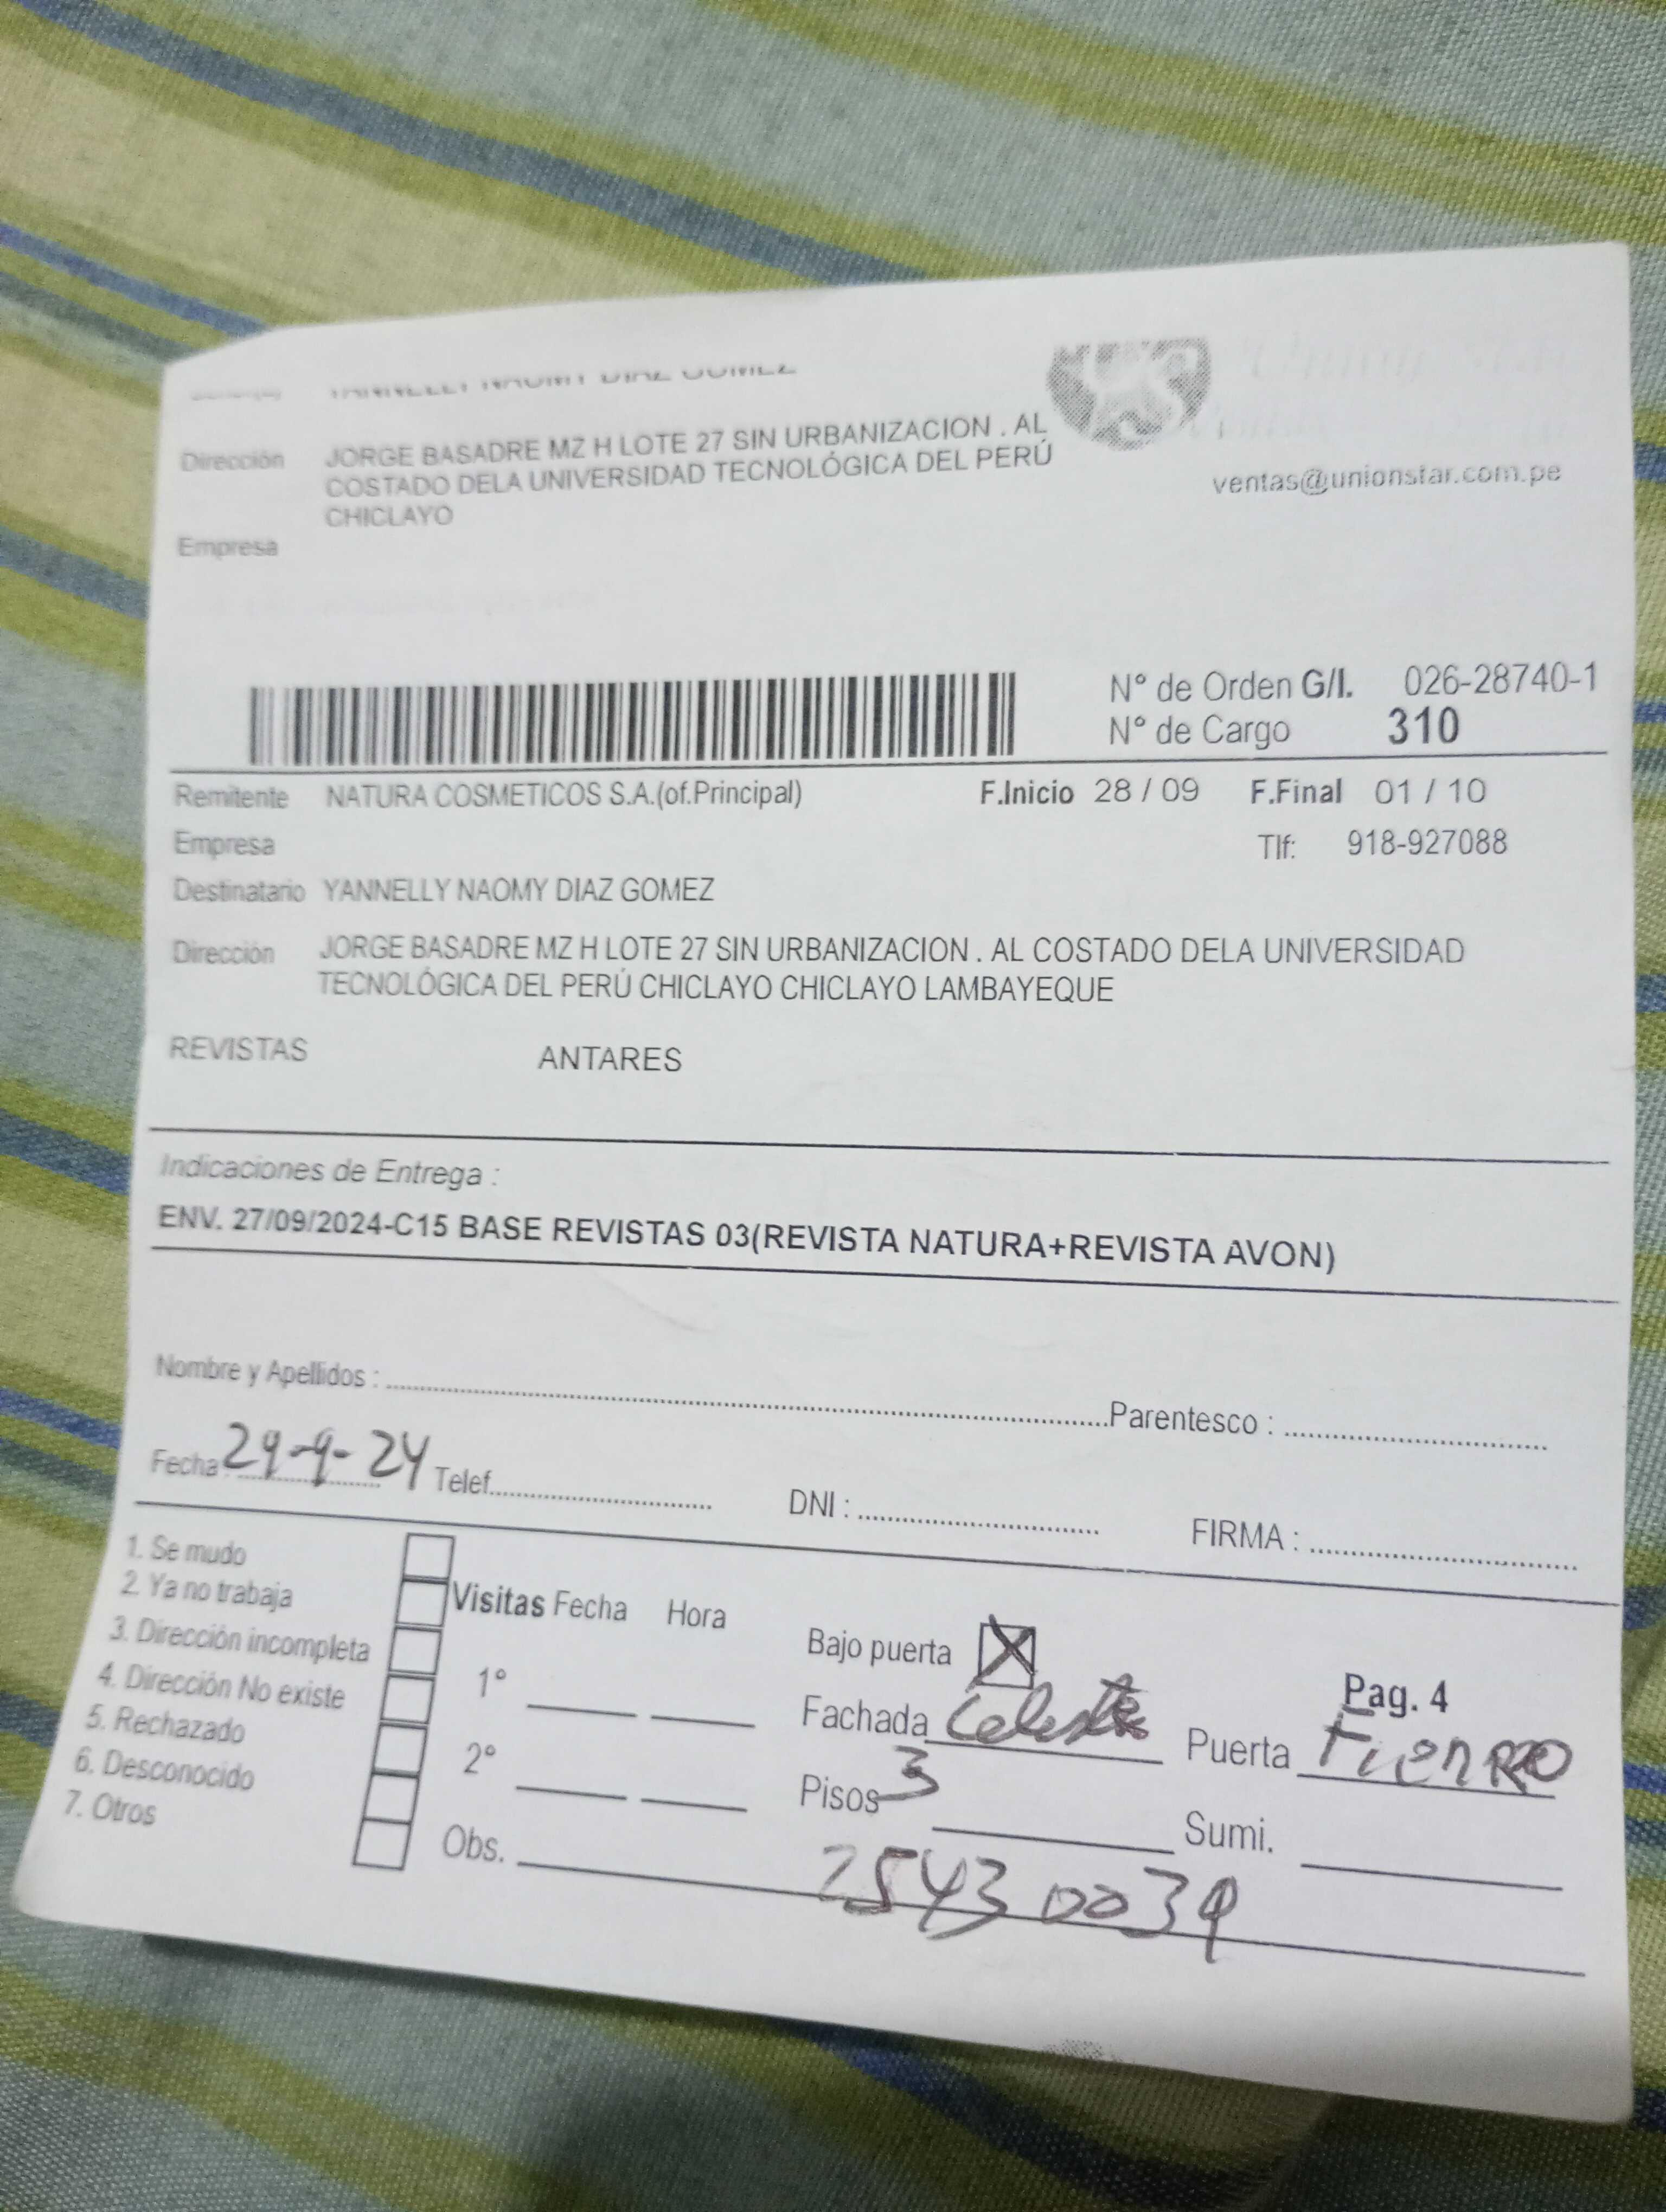 YANNELLY NAOMY DIAZ GOMEZ
Dirección JORGE BASADRE MZ H LOTE 27 SIN URBANIZACION . AL
COSTADO DELA UNIVERSIDAD TECNOLÓGICA DEL PERÚ
CHICLAYO
ventas@unionstar.com.pe
Empresa
N° de Orden G/I. 026-28740-1
N° de Cargo 310
Remitente NATURA COSMETICOS S.A.(of.Principal) F.Inicio 28 / 09 F.Final 01 / 10
Empresa Tlf: 918-927088
Destinatario YANNELLY NAOMY DIAZ GOMEZ
Dirección JORGE BASADRE MZ H LOTE 27 SIN URBANIZACION . AL COSTADO DELA UNIVERSIDAD
TECNOLÓGICA DEL PERÚ CHICLAYO CHICLAYO LAMBAYEQUE
REVISTAS ANTARES
Indicaciones de Entrega :
ENV. 27/09/2024-C15 BASE REVISTAS 03(REVISTA NATURA+REVISTA AVON)
Nombre y Apellidos : Parentesco :
Fecha 29-9-24 Telef. DNI : FIRMA :
1. Se mudo
2. Ya no trabaja
3. Dirección incompleta
4. Dirección No existe
5. Rechazado
6. Desconocido
7. Otros
Visitas Fecha Hora
1°
2°
Obs.
Bajo puerta X
Pag. 4
Fachada Celeste Puerta Fierro
Pisos 3 Sumi.
25430039